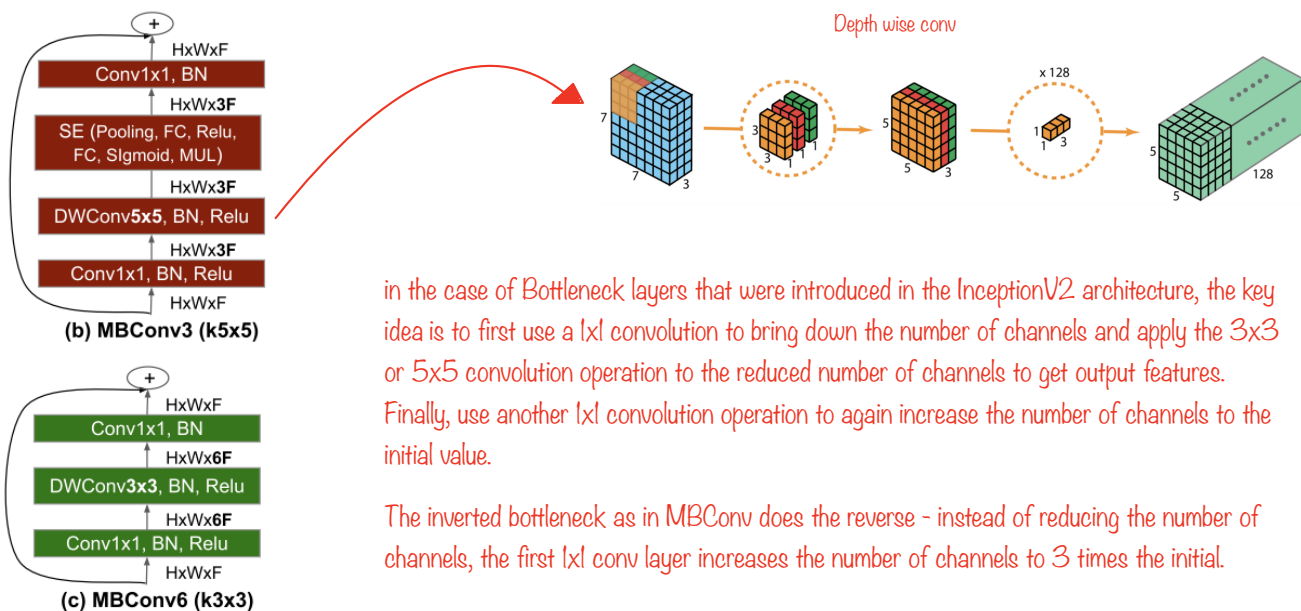 +
HxWxF
Conv1x1, BN
HxWx3F
SE (Pooling, FC, Relu,
FC, SIgmoid, MUL)
HxWx3F
DWConv5x5, BN, Relu
HxWx3F
Conv1x1, BN, Relu
HxWxF
(b) MBConv3 (k5x5)
+
HxWxF
Conv1x1, BN
HxWx6F
DWConv3x3, BN, Relu
HxWx6F
Conv1x1, BN, Relu
HxWxF
(c) MBConv6 (k3x3)
Depth wise conv
7
7
3
3
3
1
1
1
5
5
3
x 128
1
1
3
5
5
128
in the case of Bottleneck layers that were introduced in the InceptionV2 architecture, the key
idea is to first use a 1x1 convolution to bring down the number of channels and apply the 3x3
or 5x5 convolution operation to the reduced number of channels to get output features.
Finally, use another 1x1 convolution operation to again increase the number of channels to the
initial value.
The inverted bottleneck as in MBConv does the reverse - instead of reducing the number of
channels, the first 1x1 conv layer increases the number of channels to 3 times the initial.